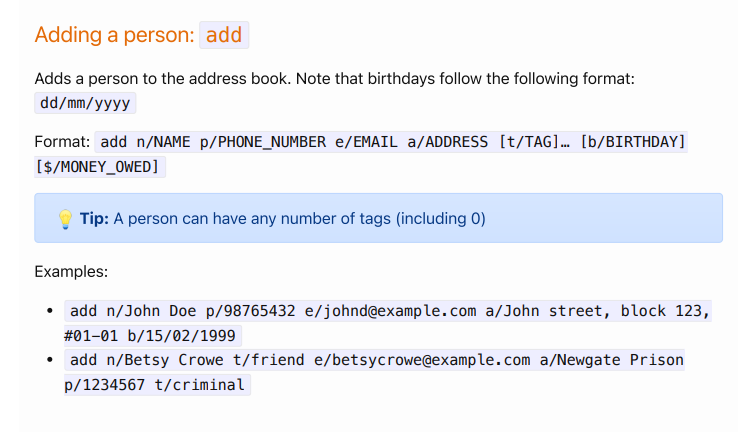 Adding a person: add
Adds a person to the address book. Note that birthdays follow the following format:
dd/mm/yyyy
Format: add n/NAME p/PHONE_NUMBER e/EMAIL a/ADDRESS [t/TAG]… [b/BIRTHDAY]
[$/MONEY_OWED]
💡 Tip: A person can have any number of tags (including 0)
Examples:
• add n/John Doe p/98765432 e/johnd@example.com a/John street, block 123,
#01-01 b/15/02/1999
• add n/Betsy Crowe t/friend e/betsycrowe@example.com a/Newgate Prison
p/1234567 t/criminal